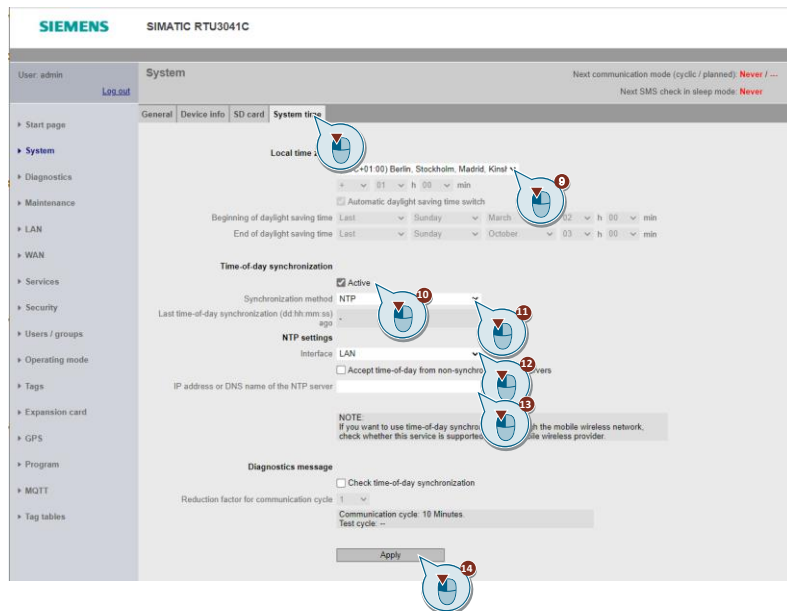 SIEMENS SIMATIC RTU3041C
User: admin
Log out
System
Next communication mode (cyclic / planned): Never / ---
Next SMS check in sleep mode: Never
General Device info SD card System time
Start page
System
Diagnostics
Maintenance
LAN
WAN
Services
Security
Users / groups
Operating mode
Tags
Expansion card
GPS
Program
MQTT
Tag tables
Local time
+01:00) Berlin, Stockholm, Madrid,
9
+ 01 h 00 min
Automatic daylight saving time switch
Beginning of daylight saving time Last Sunday March 02 h 00 min
End of daylight saving time Last Sunday October 03 h 00 min
Time-of-day synchronization
Active
10
Synchronization method NTP
11
Last time-of-day synchronization (dd:hh:mm:ss)
ago -
NTP settings
Interface LAN
12
Accept time-of-day from non-synchro
IP address or DNS name of the NTP server
13
NOTE:
If you want to use time-of-day synchro the mobile wireless network,
check whether this service is supported wireless provider.
Diagnostics message
Check time-of-day synchronization
Reduction factor for communication cycle 1
Communication cycle: 10 Minutes.
Test cycle: --
Apply
14